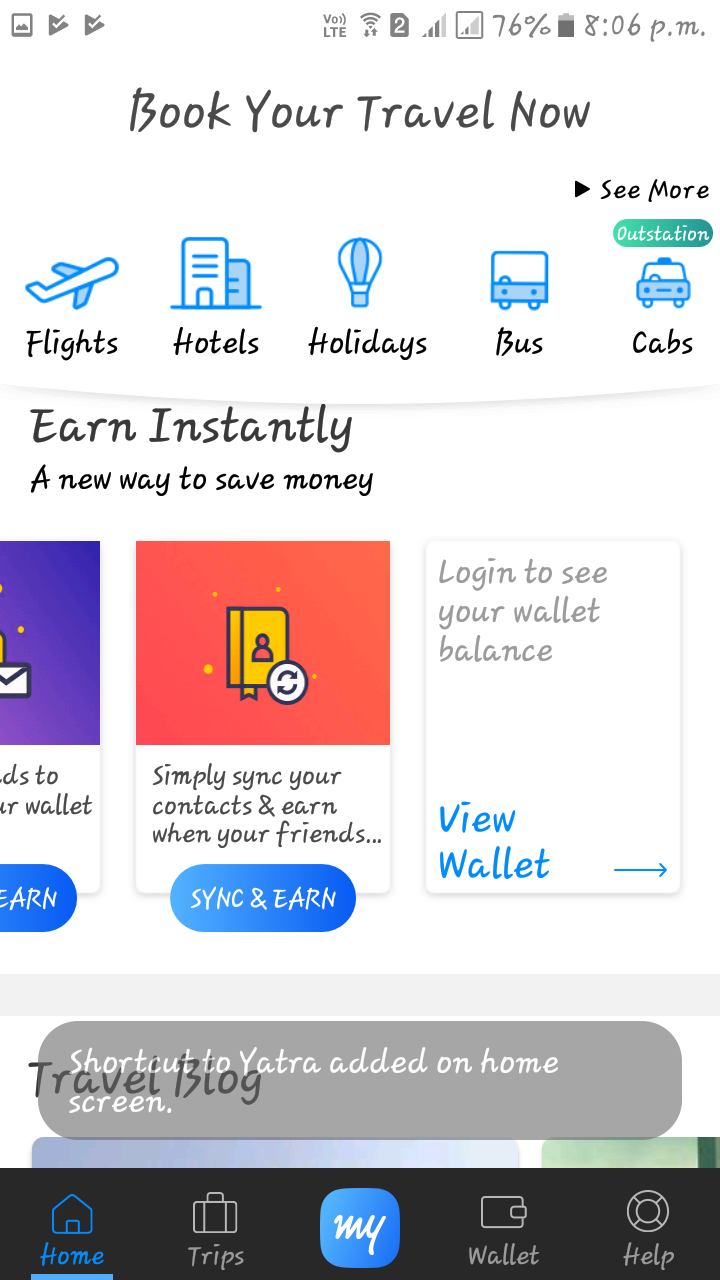 Vo))
LTE
2
76%
8:06 p.m.
Book Your Travel Now
See More
Outstation
Flights
Hotels
Holidays
Bus
Cabs
Earn Instantly
A new way to save money
ds to
ur wallet
EARN
Simply sync your
contacts & earn
when your friends...
SYNC & EARN
Login to see
your wallet
balance
View
Wallet
Travel Blog
Shortcut to Yatra added on home
screen.
Home
Trips
my
Wallet
Help